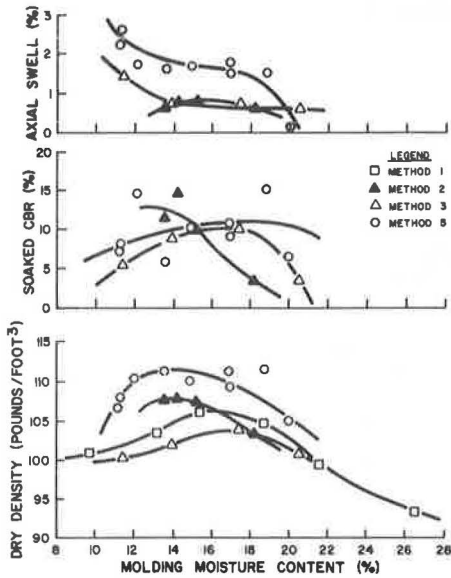 AXIAL SWELL (%)
3
2
1
0
SOAKED CBR (%)
20
15
10
5
0
LEGEND
METHOD 1
METHOD 2
METHOD 3
METHOD 5
DRY DENSITY (POUNDS/FOOT³)
110
105
100
95
90
8 10 12 14 16 18 20 22 24 26 28
MOLDING MOISTURE CONTENT (%)